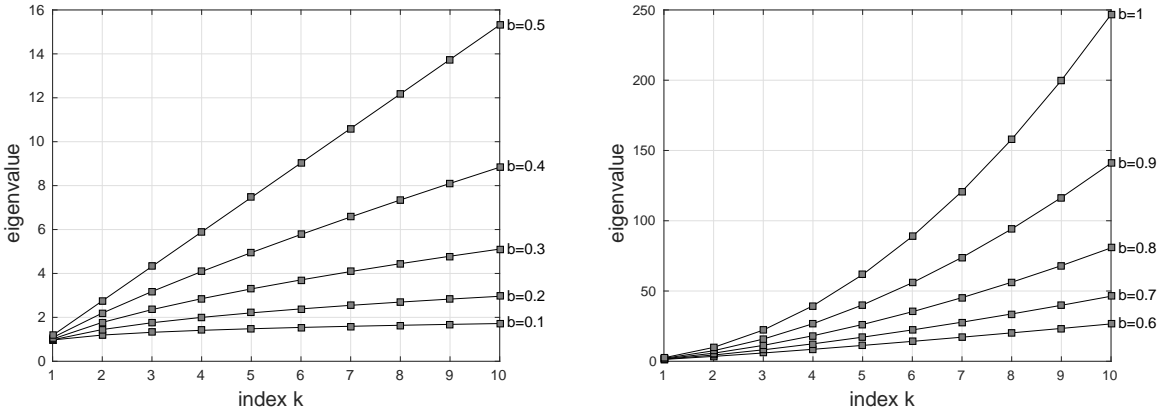 16
14
12
10
8
6
4
2
0
eigenvalue
1 2 3 4 5 6 7 8 9 10
index k
b=0.5
b=0.4
b=0.3
b=0.2
b=0.1
250
200
150
100
50
0
eigenvalue
1 2 3 4 5 6 7 8 9 10
index k
b=1
b=0.9
b=0.8
b=0.7
b=0.6